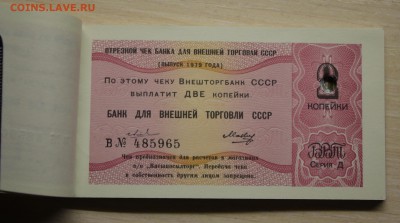 COINS.LAVE.RU
ОТРЕЗНОЙ ЧЕК БАНКА ДЛЯ ВНЕШНЕЙ ТОРГОВЛИ СССР
(ВЫПУСК 1979 ГОДА)
По этому чеку Внешторгбанк СССР
выплатит ДВЕ копейки
БАНК ДЛЯ ВНЕШНЕЙ ТОРГОВЛИ СССР
В № 485965
Чек предназначен для расчетов в магазинах
Передача чека
в собственность других лиц запрещена.
2
КОПЕЙКИ
БВТ
Серия Д